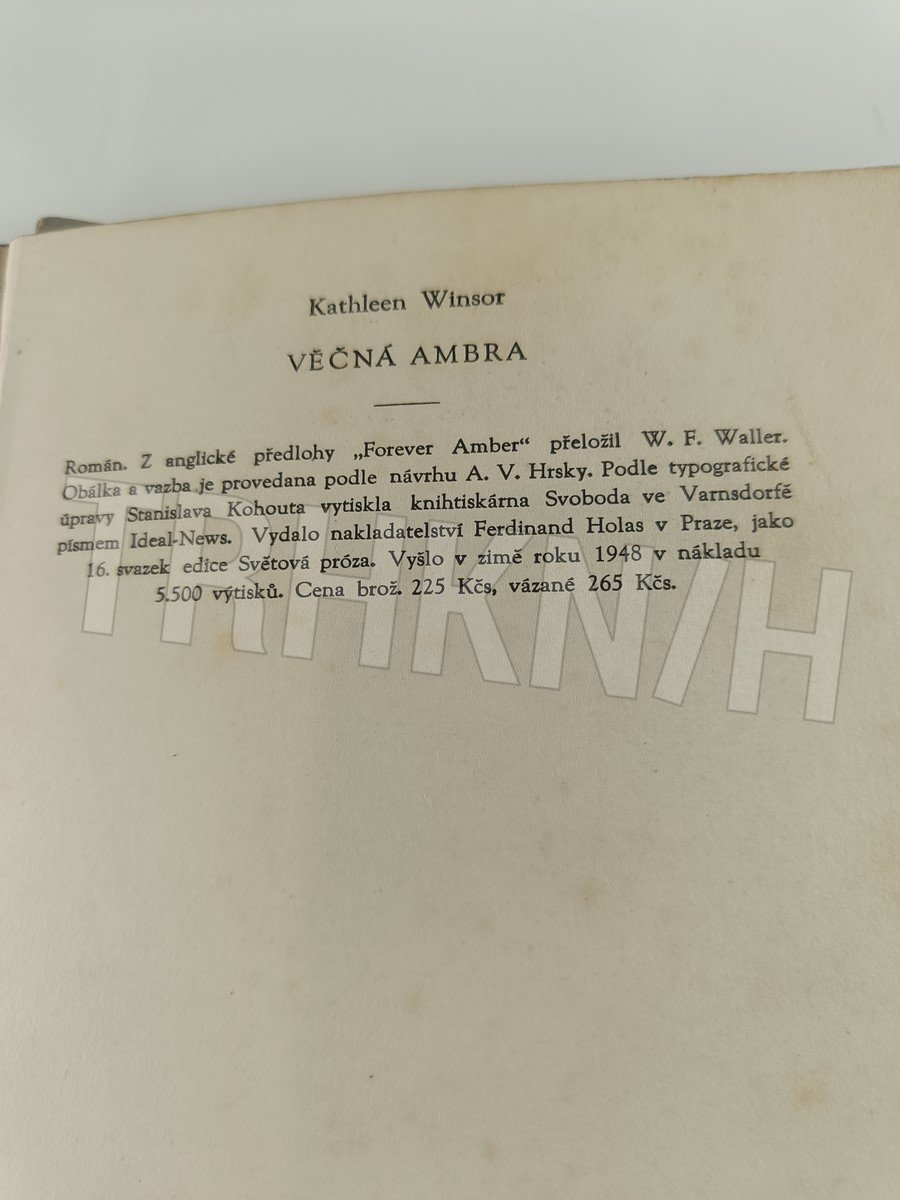 Kathleen Winsor
VĚČNÁ AMBRA
Román. Z anglické předlohy „Forever Amber“ přeložil W. F. Waller.
Obálka a vazba je provedana podle návrhu A. V. Hrsky. Podle typografické
úpravy Stanislava Kohouta vytiskla knihtiskárna Svoboda ve Varnsdorfě
písmem Ideal-News. Vydalo nakladatelství Ferdinand Holas v Praze, jako
16. svazek edice Světová próza. Vyšlo v zimě roku 1948 v nákladu
5.500 výtisků. Cena brož. 225 Kčs, vázané 265 Kčs.
TRHKNIH